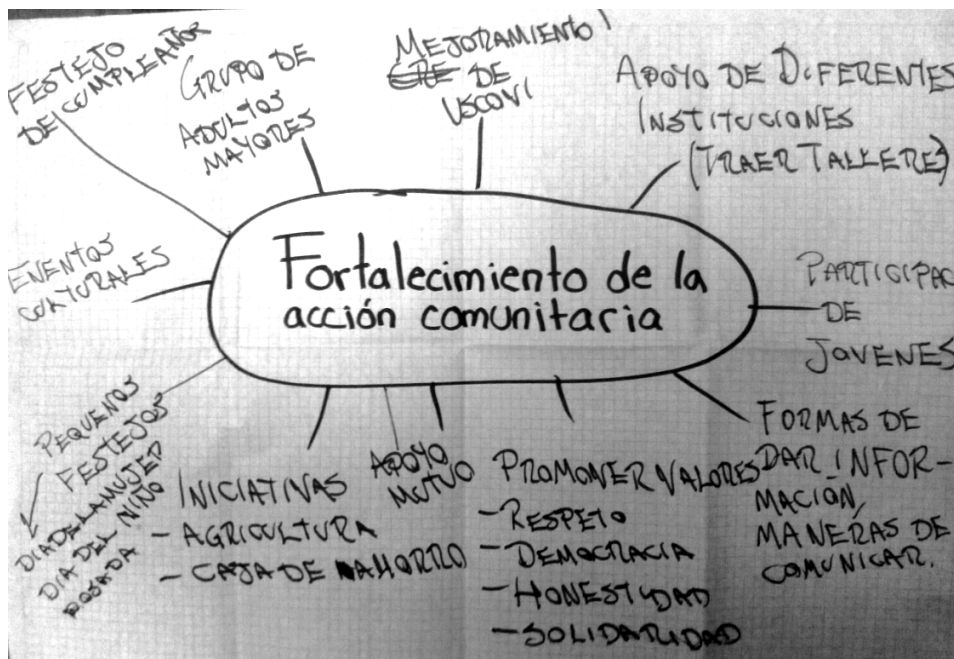 FESTEJO
DE CUMPLEAÑOS
GRUPO DE
ADULTOS
MAYORES
MEJORAMIENTO
DE
USCOVI
APOYO DE DIFERENTES
INSTITUCIONES
(TRAER TALLERES)
EVENTOS
CULTURALES
Fortalecimiento de la
acción comunitaria
PARTICIPAC
DE
JOVENES
PEQUEÑOS
FESTEJOS
DIA DE LA MUJER
DIA DEL NIÑO
POSADA
INICIATIVAS
- AGRICULTURA
- CAJA DE AHORRO
APOYO
MUTUO
PROMOVER VALORES
- RESPETO
- DEMOCRACIA
- HONESTIDAD
- SOLIDARIDAD
FORMAS DE
DAR INFOR-
MACIÓN,
MANERAS DE
COMUNICAR.